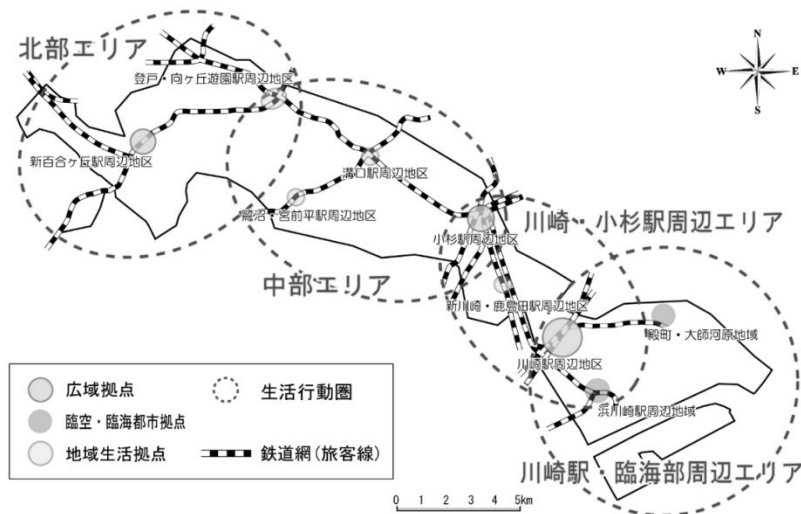 北部エリア
登戸・向ヶ丘遊園駅周辺地区
新百合ヶ丘駅周辺地区
溝口駅周辺地区
鷺沼・宮前平駅周辺地区
小杉駅周辺地区
川崎・小杉駅周辺エリア
中部エリア
新川崎・鹿島田駅周辺地区
殿町・大師河原地域
川崎駅周辺地区
浜川崎駅周辺地域
川崎駅・臨海部周辺エリア
N
W
E
S
広域拠点
生活行動圏
臨空・臨海都市拠点
地域生活拠点
鉄道網(旅客線)
0 1 2 3 4 5km